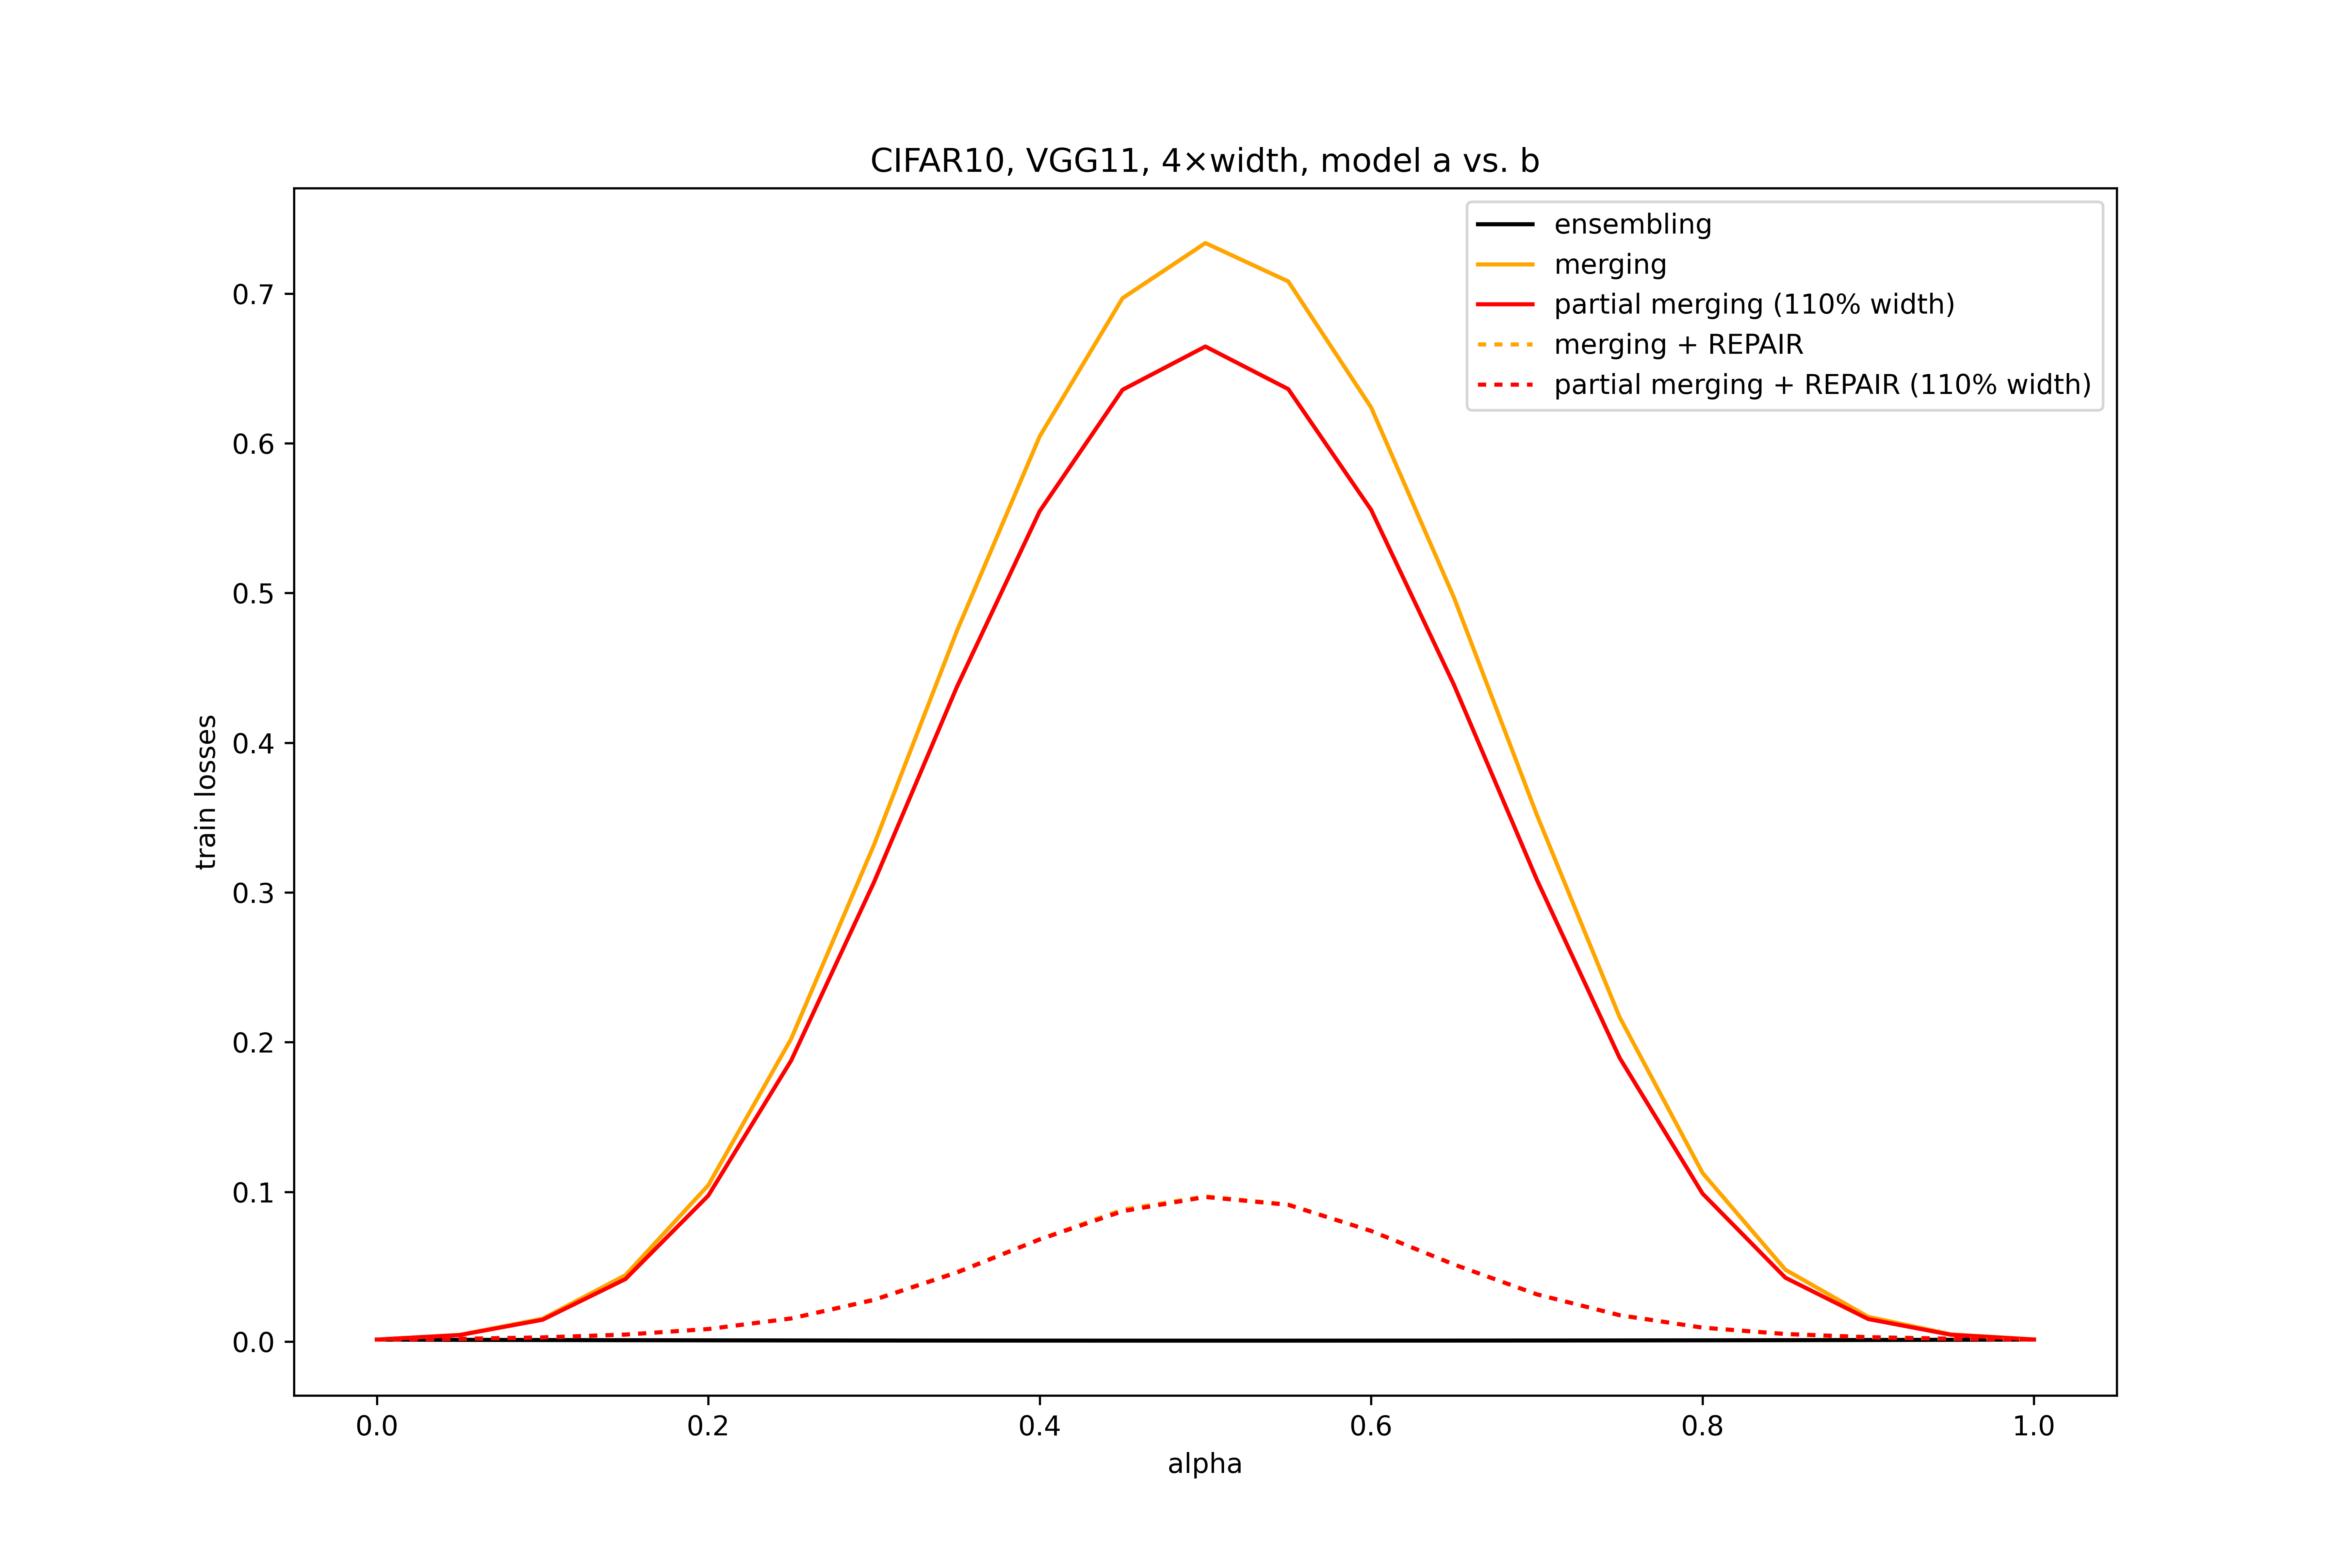 CIFAR10, VGG11, 4×width, model a vs. b
ensembling
merging
partial merging (110% width)
merging + REPAIR
partial merging + REPAIR (110% width)
train losses
0.7
0.6
0.5
0.4
0.3
0.2
0.1
0.0
0.0 0.2 0.4 0.6 0.8 1.0
alpha